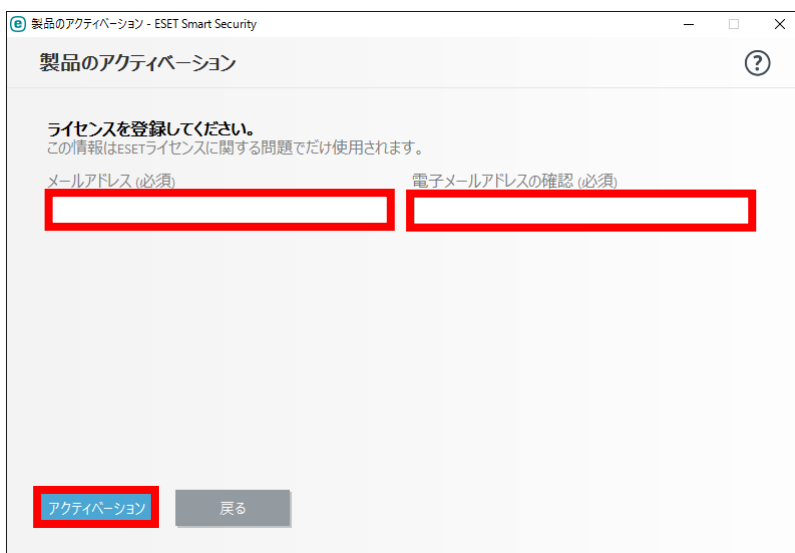 製品のアクティベーション - ESET Smart Security
製品のアクティベーション
ライセンスを登録してください。
この情報はESETライセンスに関する問題でだけ使用されます。
メールアドレス (必須) 電子メールアドレスの確認 (必須)
アクティベーション 戻る